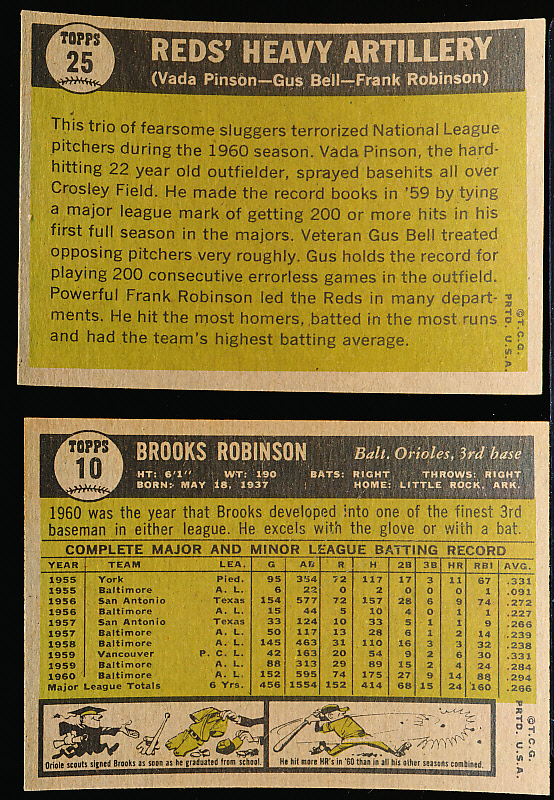 TOPPS
25
REDS' HEAVY ARTILLERY
(Vada Pinson—Gus Bell—Frank Robinson)
This trio of fearsome sluggers terrorized National League
pitchers during the 1960 season. Vada Pinson, the hard-
hitting 22 year old outfielder, sprayed basehits all over
Crosley Field. He made the record books in '59 by tying
a major league mark of getting 200 or more hits in his
first full season in the majors. Veteran Gus Bell treated
opposing pitchers very roughly. Gus holds the record for
playing 200 consecutive errorless games in the outfield.
Powerful Frank Robinson led the Reds in many depart-
ments. He hit the most homers, batted in the most runs
and had the team's highest batting average.
©T.C.G.
PRTD. U.S.A.
TOPPS
10
BROOKS ROBINSON Balt. Orioles, 3rd base
HT: 6'1" WT: 190 BATS: RIGHT THROWS: RIGHT
BORN: MAY 18, 1937 HOME: LITTLE ROCK, ARK.
1960 was the year that Brooks developed into one of the finest 3rd
baseman in either league. He excels with the glove or with a bat.
COMPLETE MAJOR AND MINOR LEAGUE BATTING RECORD
YEAR TEAM LEA. G AB R H 2B 3B HR RBI AVG.
1955 York Pied. 95 354 72 117 17 3 11 67 .331
1955 Baltimore A. L. 6 22 0 2 0 0 0 1 .091
1956 San Antonio Texas 154 577 72 157 28 6 9 74 .272
1956 Baltimore A. L. 15 44 5 10 4 0 1 1 .227
1957 San Antonio Texas 33 124 10 33 5 1 1 9 .266
1957 Baltimore A. L. 50 117 13 28 6 1 2 14 .239
1958 Baltimore A. L. 145 463 31 110 16 3 3 32 .238
1959 Vancouver P. C. L. 42 163 20 54 9 2 6 30 .331
1959 Baltimore A. L. 88 313 29 89 15 2 4 24 .284
1960 Baltimore A. L. 152 595 74 175 27 9 14 88 .294
Major League Totals 6 Yrs. 456 1554 152 414 68 15 24 160 .266
Oriole scouts signed Brooks as soon as he graduated from school.
He hit more HR's in '60 than in all his other seasons combined.
©T.C.G.
PRTD. U.S.A.